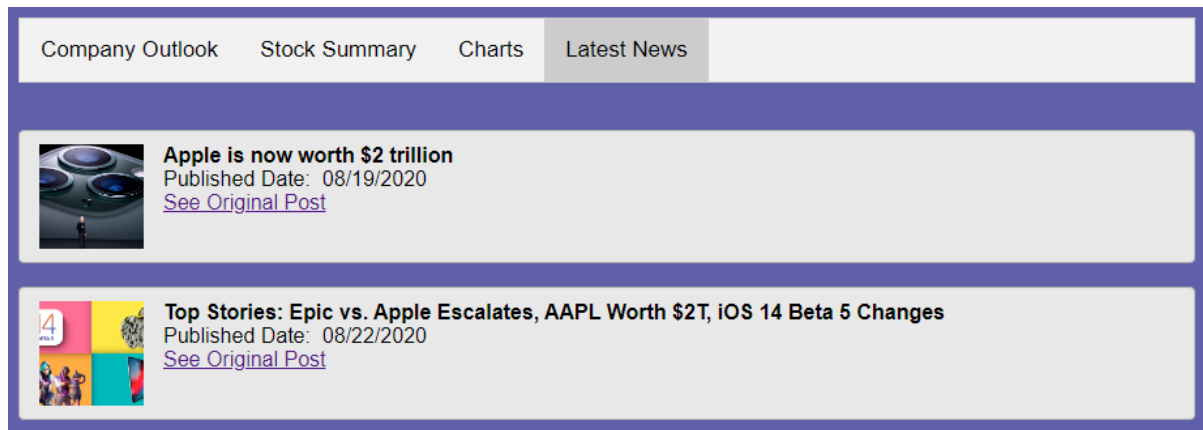 Company Outlook Stock Summary Charts Latest News
Apple is now worth $2 trillion
Published Date: 08/19/2020
See Original Post
14
Top Stories: Epic vs. Apple Escalates, AAPL Worth $2T, iOS 14 Beta 5 Changes
Published Date: 08/22/2020
See Original Post